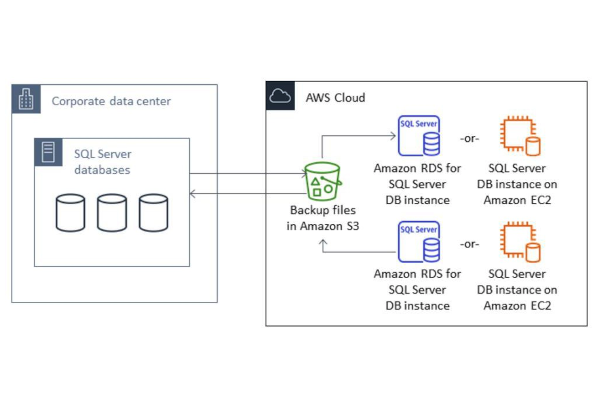 Corporate data center
SQL Server
databases
AWS Cloud
SQL Server
-or-
Amazon RDS for
SQL Server
DB instance
SQL Server
DB instance on
Amazon EC2
Backup files
in Amazon S3
SQL Server
-or-
Amazon RDS for
SQL Server
DB instance
SQL Server
DB instance on
Amazon EC2